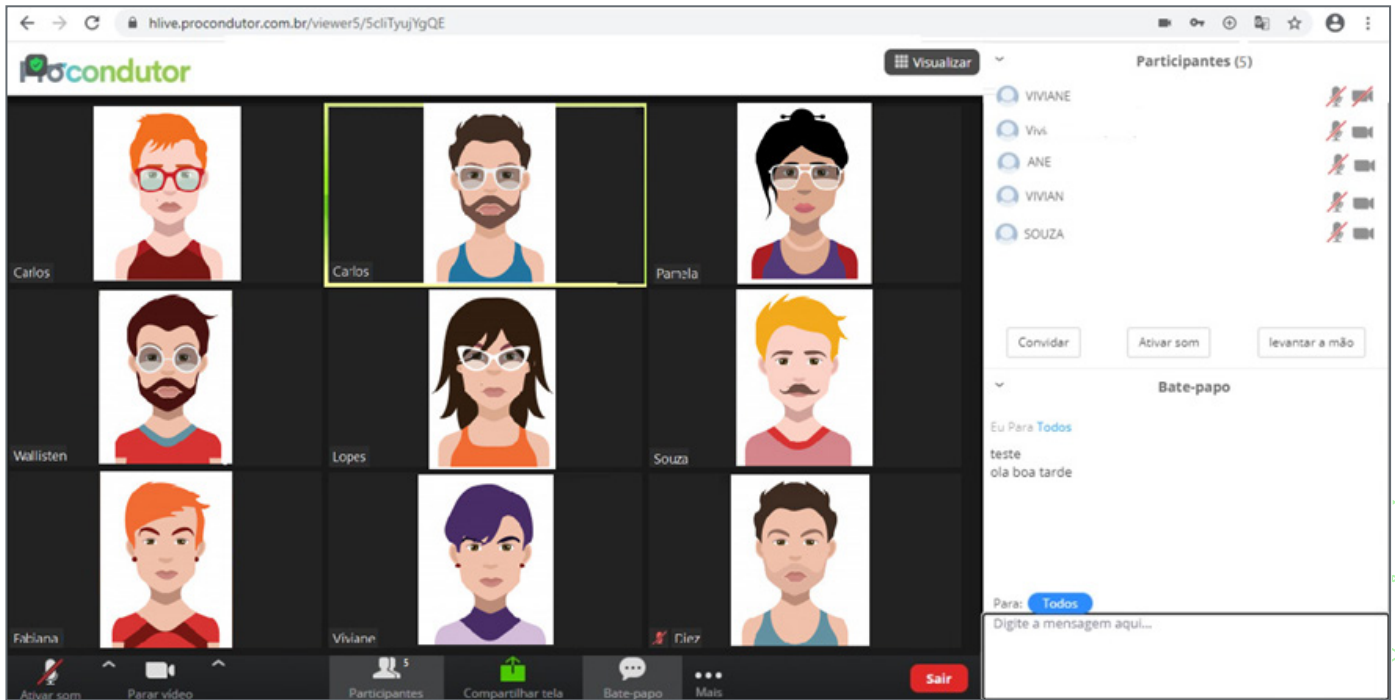 hlive.procondutor.com.br/viewer5/5cliTyujYgQE
Procondutor
Visualizar
Carlos
Carlos
Pamela
Wallisten
Lopes
Souza
Fabiana
Viviane
Diez
Ativar som
Parar vídeo
Participantes
5
Compartilhar tela
Bate-papo
Mais
Sair
Participantes (5)
VIVIANE
Vivi
ANE
VIVIAN
SOUZA
Convidar
Ativar som
levantar a mão
Bate-papo
Eu Para Todos
teste
ola boa tarde
Para: Todos
Digite a mensagem aqui...